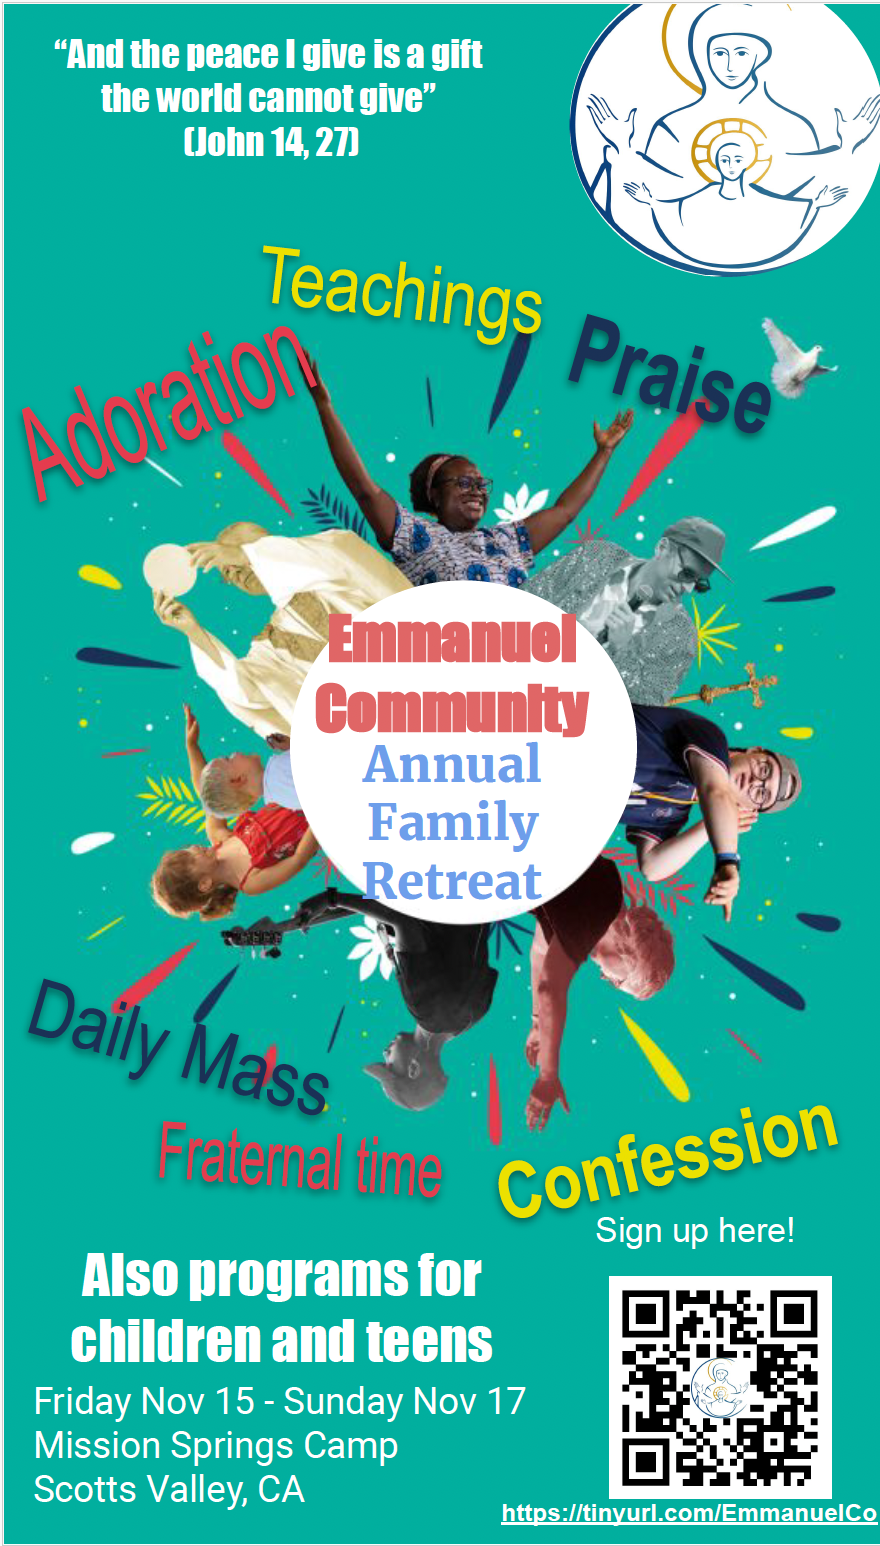 “And the peace I give is a gift
the world cannot give”
(John 14, 27)
Teachings
Adoration
Praise
Emmanuel
Community
Annual
Family
Retreat
Daily Mass
Fraternal time
Confession
Sign up here!
Also programs for
children and teens
Friday Nov 15 - Sunday Nov 17
Mission Springs Camp
Scotts Valley, CA
https://tinyurl.com/EmmanuelCo